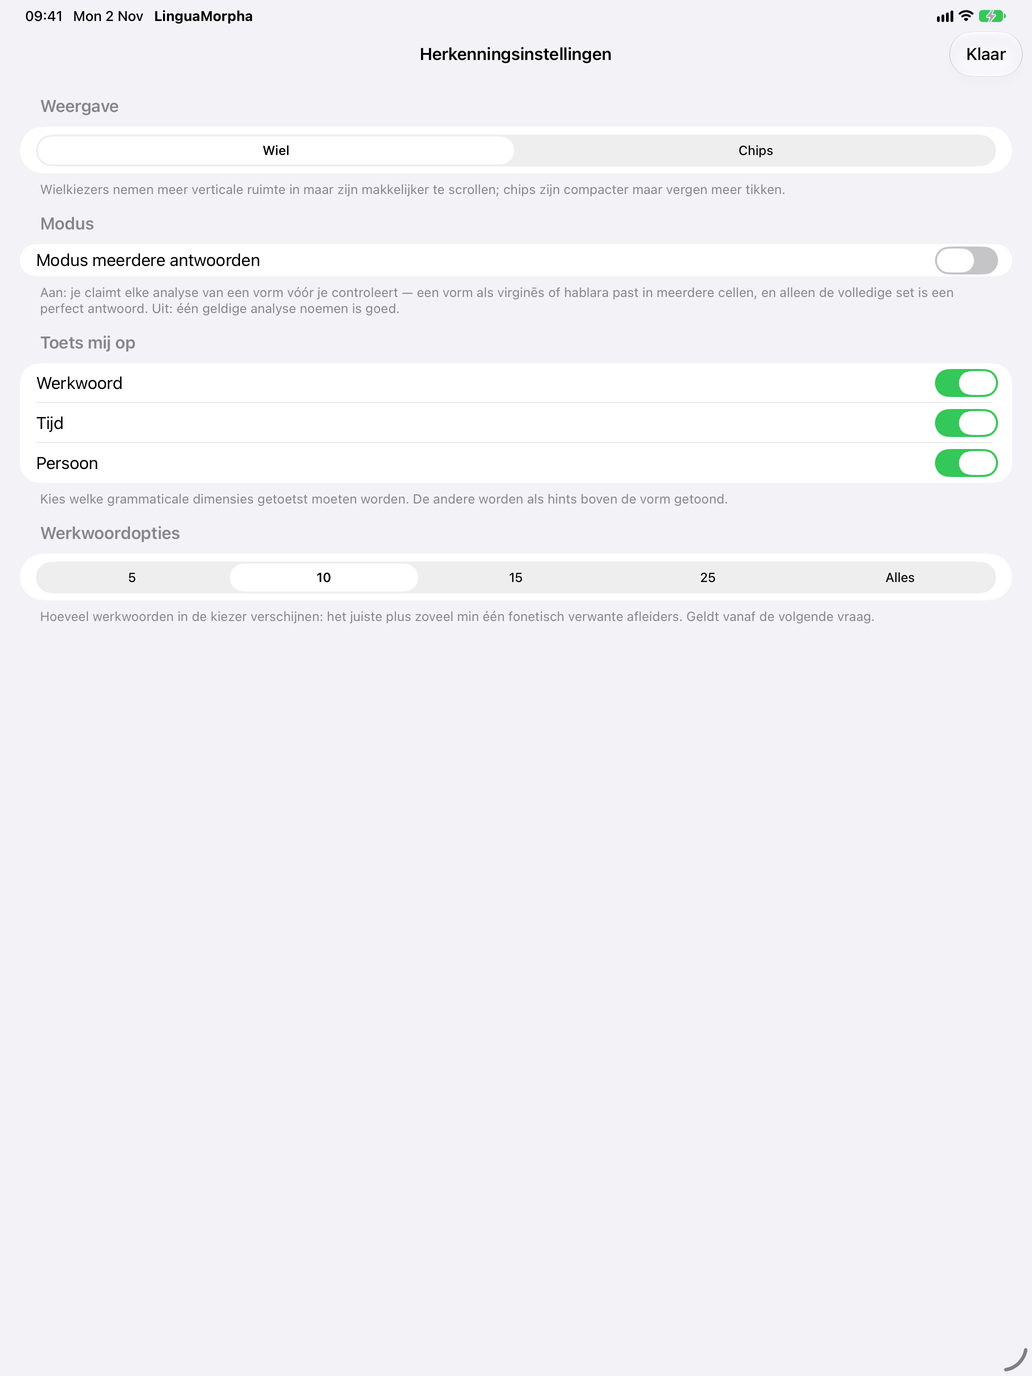 09:41 Mon 2 Nov LinguaMorpha
Herkenningsinstellingen
Klaar
Weergave
Wiel Chips
Wielkiezers nemen meer verticale ruimte in maar zijn makkelijker te scrollen; chips zijn compacter maar vergen meer tikken.
Modus
Modus meerdere antwoorden
Aan: je claimt elke analyse van een vorm vóór je controleert — een vorm als virginēs of hablara past in meerdere cellen, en alleen de volledige set is een
perfect antwoord. Uit: één geldige analyse noemen is goed.
Toets mij op
Werkwoord
Tijd
Persoon
Kies welke grammaticale dimensies getoetst moeten worden. De andere worden als hints boven de vorm getoond.
Werkwoordopties
5 10 15 25 Alles
Hoeveel werkwoorden in de kiezer verschijnen: het juiste plus zoveel min één fonetisch verwante afleiders. Geldt vanaf de volgende vraag.